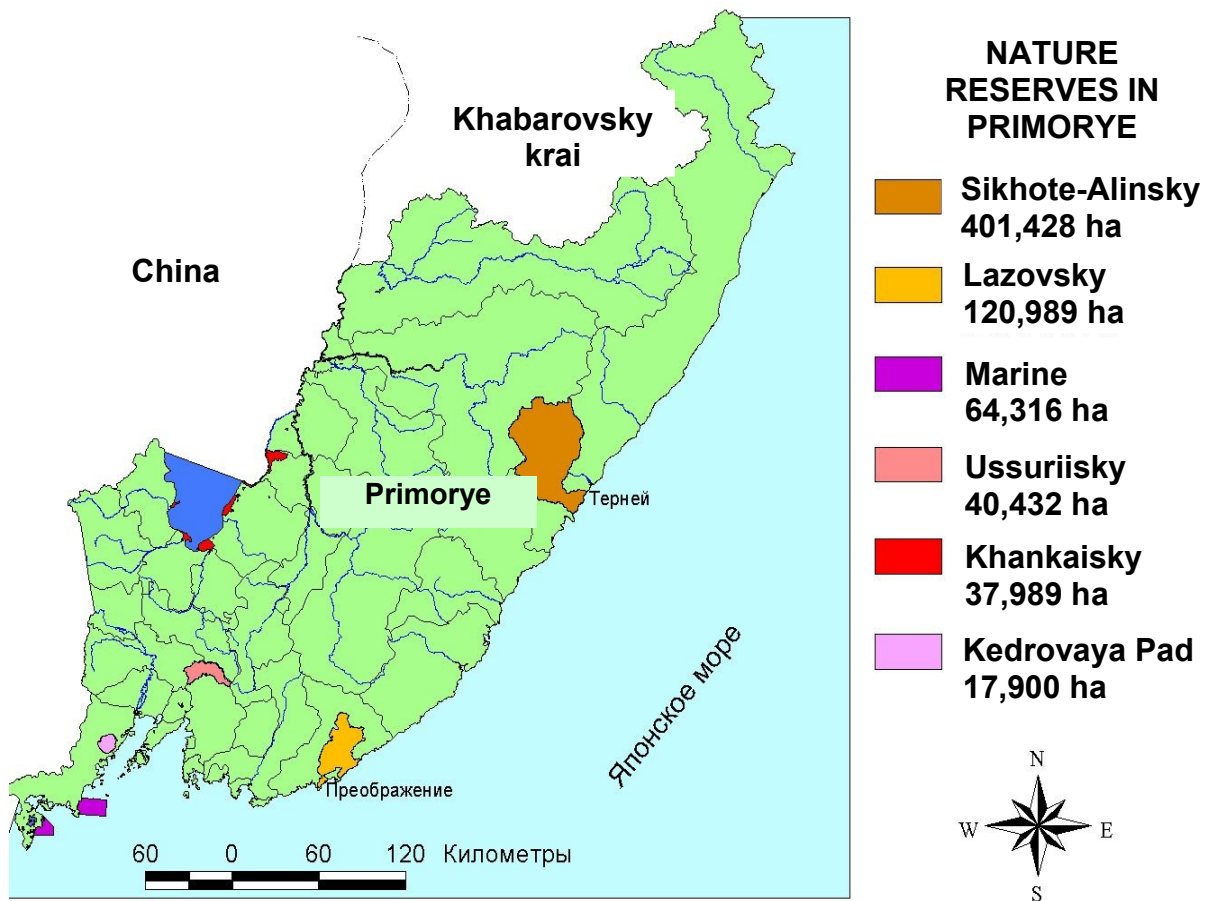 Khabarovsky
krai
China
Primorye
Терней
Японское море
Преображение
60 0 60 120 Километры
NATURE
RESERVES IN
PRIMORYE
Sikhote-Alinsky
401,428 ha
Lazovsky
120,989 ha
Marine
64,316 ha
Ussuriisky
40,432 ha
Khankaisky
37,989 ha
Kedrovaya Pad
17,900 ha
N
W E
S